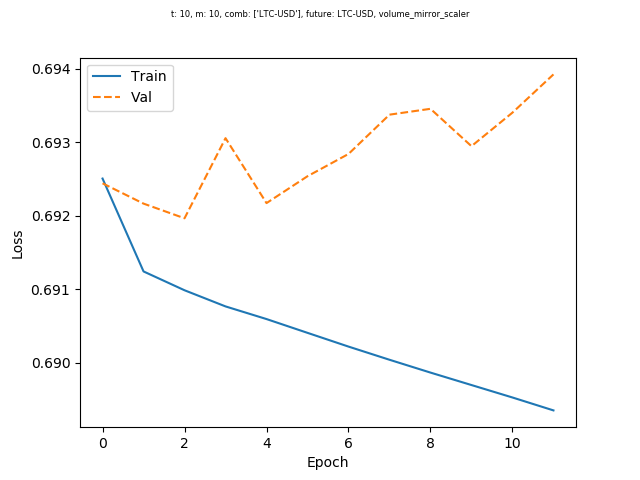 t: 10, m: 10, comb: ['LTC-USD'], future: LTC-USD, volume_mirror_scaler
Train
Val
Loss
0.694
0.693
0.692
0.691
0.690
0 2 4 6 8 10
Epoch